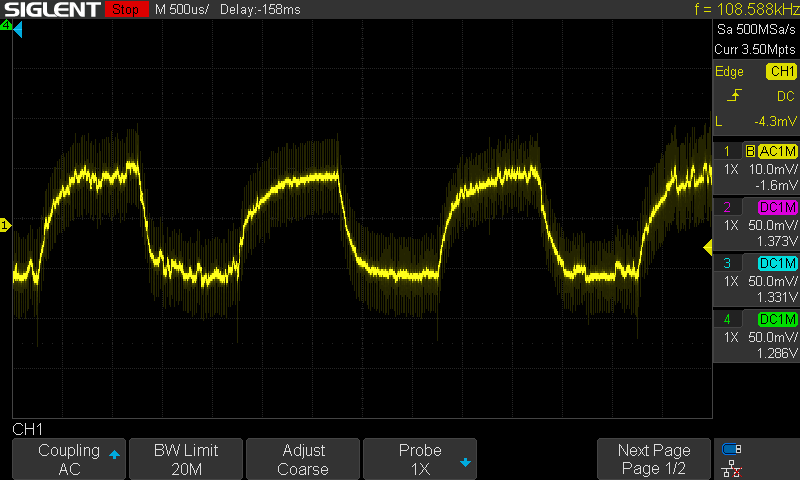 SIGLENT Stop M 500us/ Delay:-158ms f = 108.588kHz
Sa 500MSa/s
Curr 3.50Mpts
Edge CH1
DC
L -4.3mV
1 B AC1M
1X 10.0mV/
-1.6mV
2 DC1M
1X 50.0mV/
1.373V
3 DC1M
1X 50.0mV/
1.331V
4 DC1M
1X 50.0mV/
1.286V
4
1
CH1
Coupling BW Limit Adjust Probe Next Page
AC 20M Coarse 1X Page 1/2